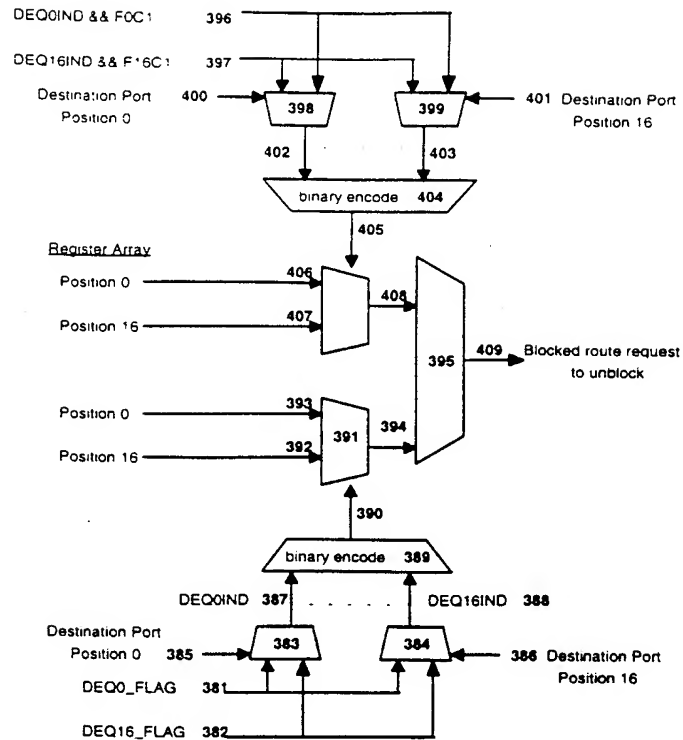 DEQ0IND && F0C1 396
DEQ16IND && F16C1 397
Destination Port 400
Position 0
398
399
401 Destination Port
Position 16
402
403
binary encode 404
405
Register Array
Position 0
406
408
Position 16
407
395
409
Blocked route request
to unblock
Position 0
393
391
394
Position 16
392
390
binary encode 389
DEQ0IND 387
. . . . . .
DEQ16IND 388
Destination Port
Position 0 385
383
384
386 Destination Port
Position 16
DEQ0_FLAG 381
DEQ16_FLAG 382